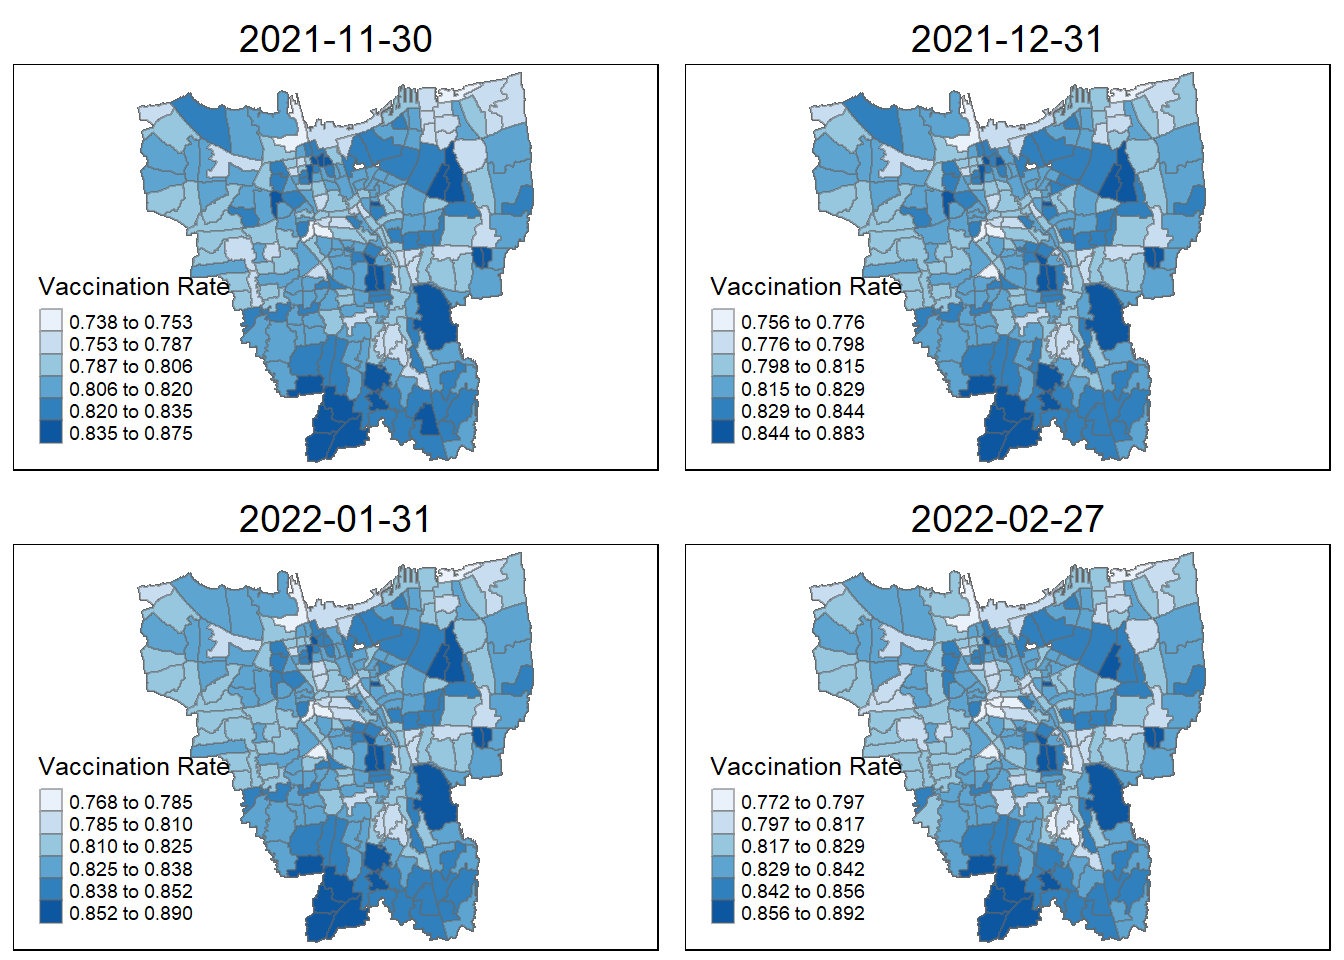 2021-11-30
Vaccination Rate
0.738 to 0.753
0.753 to 0.787
0.787 to 0.806
0.806 to 0.820
0.820 to 0.835
0.835 to 0.875
2021-12-31
Vaccination Rate
0.756 to 0.776
0.776 to 0.798
0.798 to 0.815
0.815 to 0.829
0.829 to 0.844
0.844 to 0.883
2022-01-31
Vaccination Rate
0.768 to 0.785
0.785 to 0.810
0.810 to 0.825
0.825 to 0.838
0.838 to 0.852
0.852 to 0.890
2022-02-27
Vaccination Rate
0.772 to 0.797
0.797 to 0.817
0.817 to 0.829
0.829 to 0.842
0.842 to 0.856
0.856 to 0.892